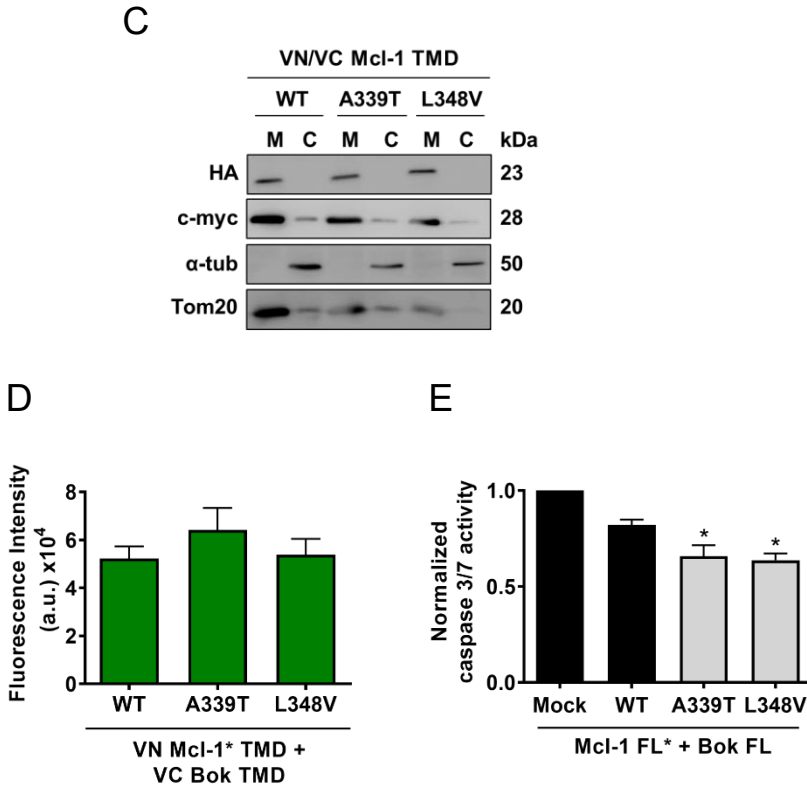 C
VN/VC Mcl-1 TMD
WT A339T L348V
M C M C M C kDa
HA 23
c-myc 28
α-tub 50
Tom20 20
D
Fluorescence Intensity
(a.u.) x10⁴
8
6
4
2
0
WT A339T L348V
VN Mcl-1* TMD +
VC Bok TMD
E
Normalized
caspase 3/7 activity
1.0
0.5
0.0
* *
Mock WT A339T L348V
Mcl-1 FL* + Bok FL